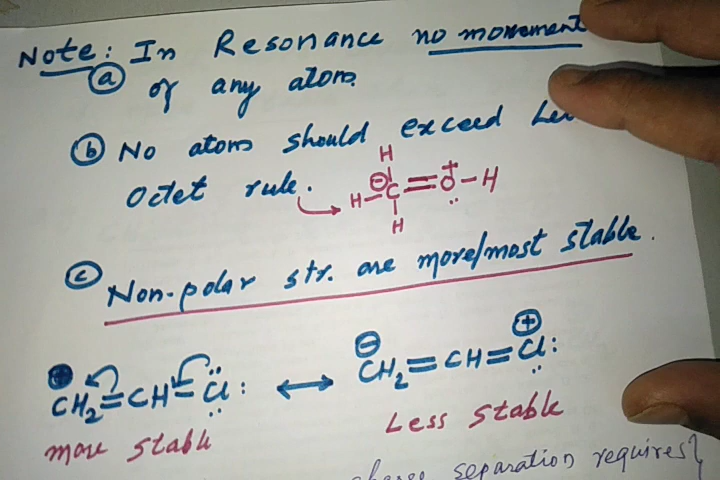 Note: In Resonance no movement
(a) of any atom.
(b) No atom should exceed
octet rule.
H
H-C=O-H
H
(c) Non-polar str. are more/most stable.
CH2=CH-Cl: ↔ CH2=CH=Cl:
more stable Less stable
separation requires